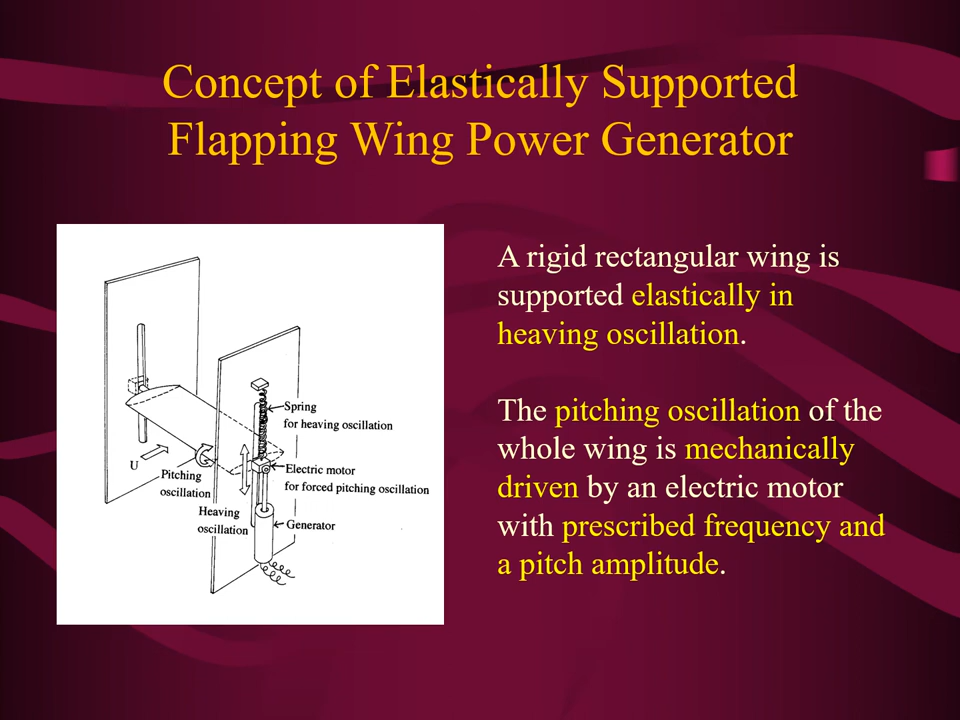 Concept of Elastically Supported
Flapping Wing Power Generator
A rigid rectangular wing is
supported elastically in
heaving oscillation.
The pitching oscillation of the
whole wing is mechanically
driven by an electric motor
with prescribed frequency and
a pitch amplitude.
Spring
for heaving oscillation
U
Electric motor
for forced pitching oscillation
Pitching
oscillation
Heaving
oscillation
Generator